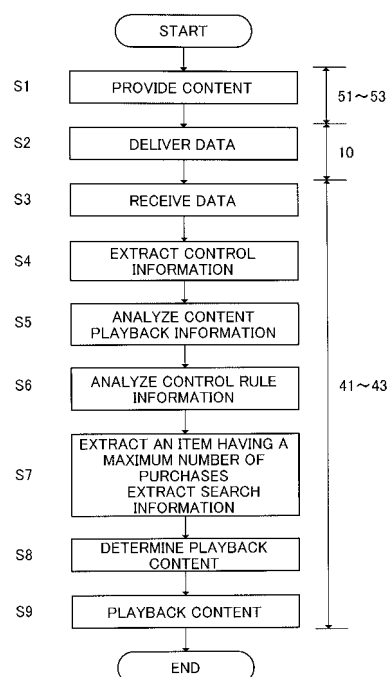 START
S1
PROVIDE CONTENT
51~53
S2
DELIVER DATA
10
S3
RECEIVE DATA
S4
EXTRACT CONTROL
INFORMATION
S5
ANALYZE CONTENT
PLAYBACK INFORMATION
S6
ANALYZE CONTROL RULE
INFORMATION
41~43
S7
EXTRACT AN ITEM HAVING A
MAXIMUM NUMBER OF
PURCHASES
EXTRACT SEARCH
INFORMATION
S8
DETERMINE PLAYBACK
CONTENT
S9
PLAYBACK CONTENT
END